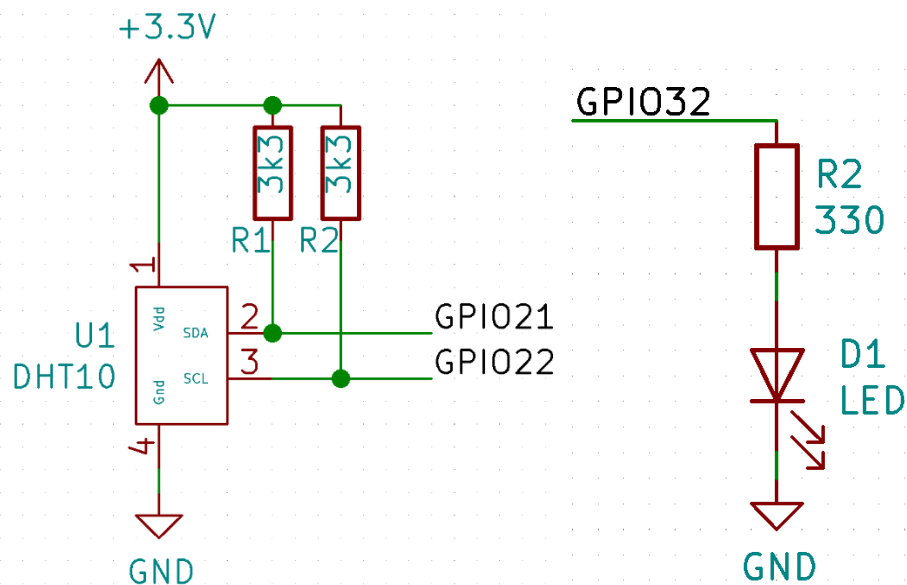 +3.3V
3k3
3k3
R1
R2
1
U1
DHT10
Vdd
Gnd
SDA
SCL
2
3
4
GPIO21
GPIO22
GND
GPIO32
R2
330
D1
LED
GND